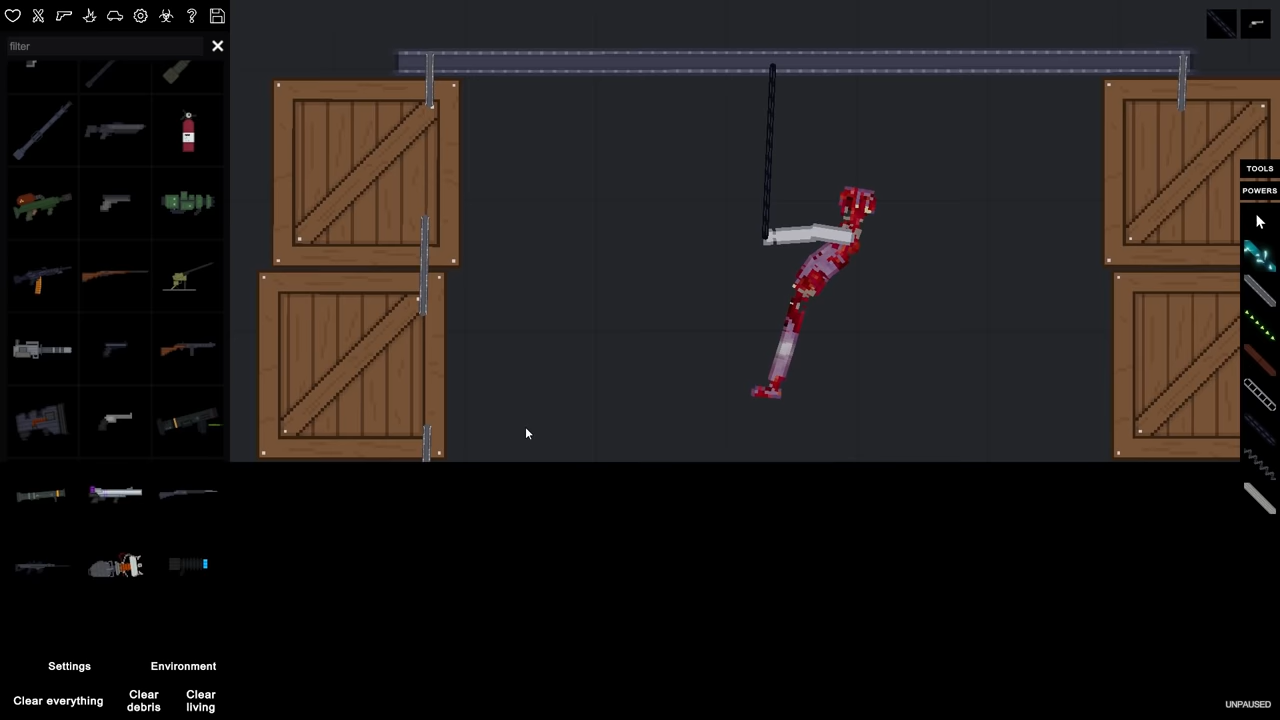 filter
TOOLS
POWERS
Settings
Environment
Clear everything
Clear
debris
Clear
living
UNPAUSED